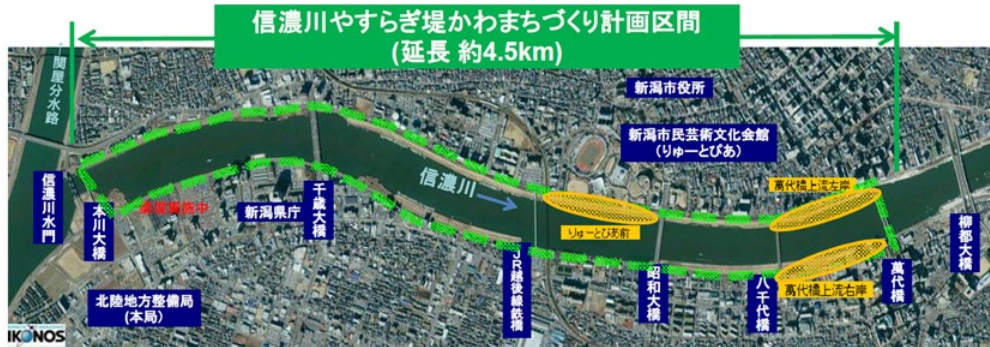 信濃川やすらぎ堤かわまちづくり計画区間
(延長 約4.5km)
関屋分水路
新潟市役所
新潟市民芸術文化会館
(りゅーとぴあ)
信濃川
萬代橋上流左岸
りゅーとぴあ前
信濃川水門
本川大橋
新潟県庁
千歳大橋
JR越後線鉄橋
昭和大橋
八千代橋
萬代橋上流右岸
萬代橋
柳都大橋
北陸地方整備局
(本局)
IKONOS